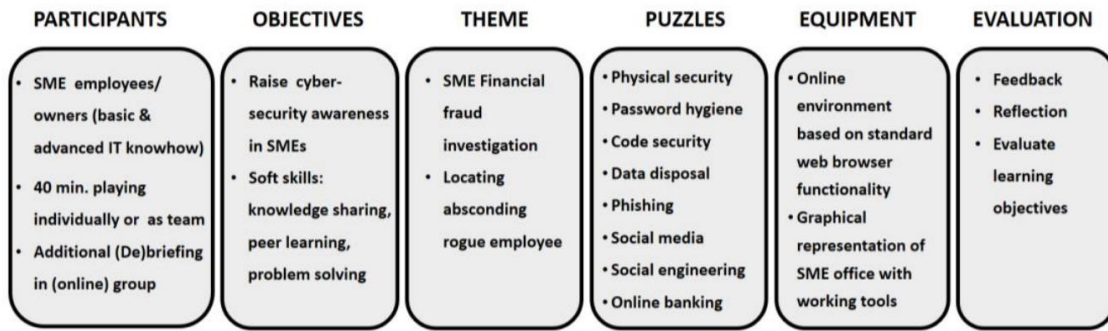 PARTICIPANTS
• SME employees/
owners (basic &
advanced IT knowhow)
• 40 min. playing
individually or as team
• Additional (De)briefing
in (online) group
OBJECTIVES
• Raise cyber-
security awareness
in SMEs
• Soft skills:
knowledge sharing,
peer learning,
problem solving
THEME
• SME Financial
fraud
investigation
• Locating
absconding
rogue employee
PUZZLES
• Physical security
• Password hygiene
• Code security
• Data disposal
• Phishing
• Social media
• Social engineering
• Online banking
EQUIPMENT
• Online
environment
based on standard
web browser
functionality
• Graphical
representation of
SME office with
working tools
EVALUATION
• Feedback
• Reflection
• Evaluate
learning
objectives